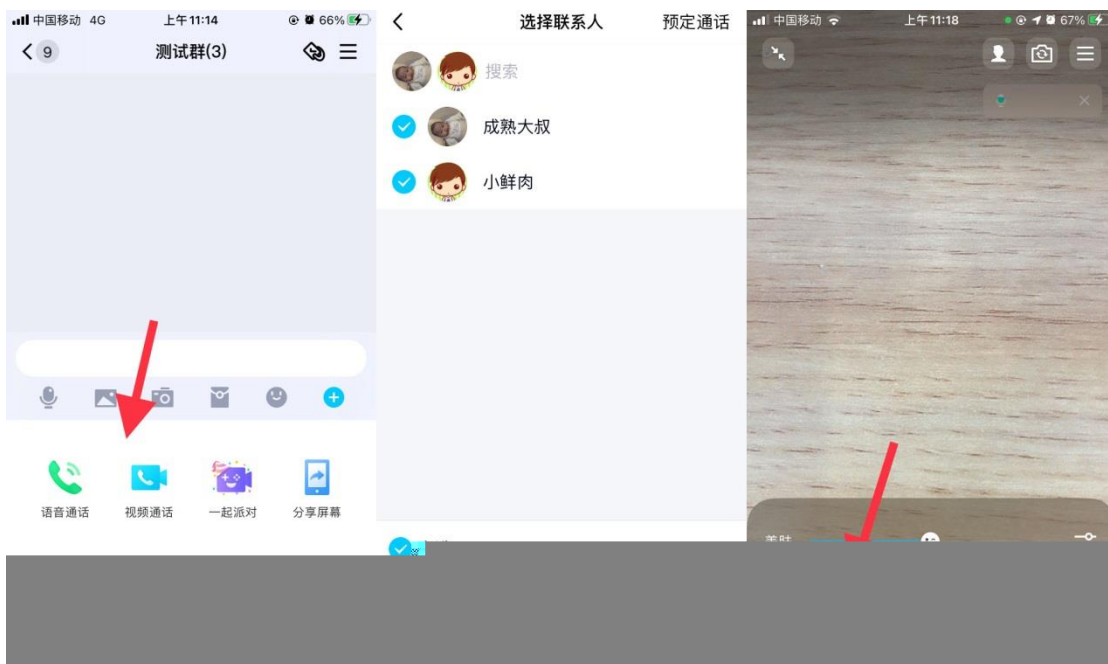 中国移动 4G 上午11:14 66%
9 测试群(3)
语音通话 视频通话 一起派对 分享屏幕
选择联系人 预定通话
搜索
成熟大叔
小鲜肉
中国移动 上午11:18 67%